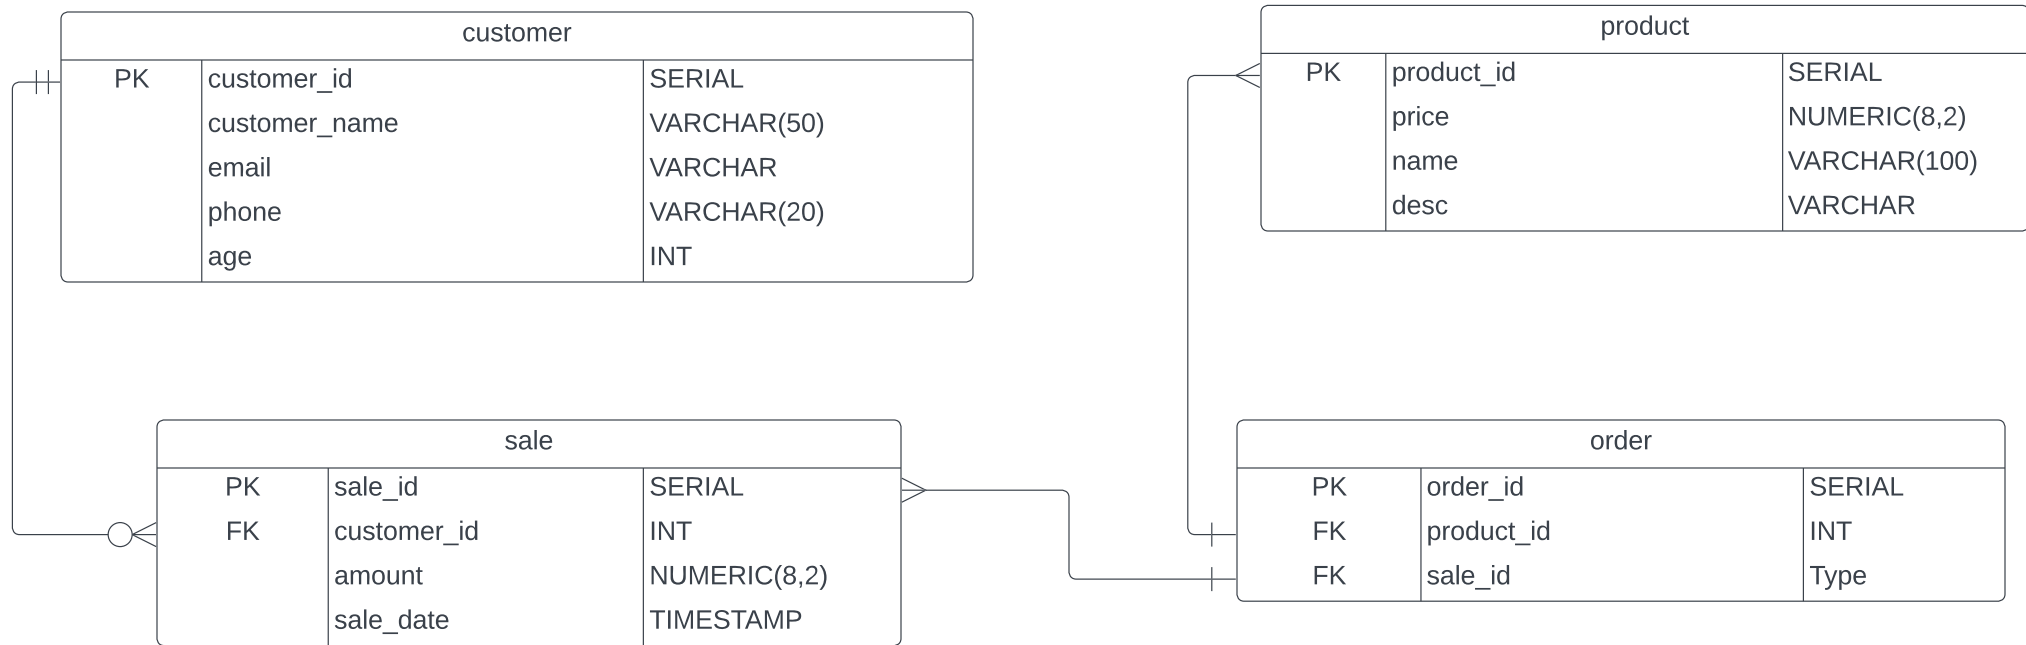 customer
PK customer_id SERIAL
customer_name VARCHAR(50)
email VARCHAR
phone VARCHAR(20)
age INT
product
PK product_id SERIAL
price NUMERIC(8,2)
name VARCHAR(100)
desc VARCHAR
sale
PK sale_id SERIAL
FK customer_id INT
amount NUMERIC(8,2)
sale_date TIMESTAMP
order
PK order_id SERIAL
FK product_id INT
FK sale_id Type